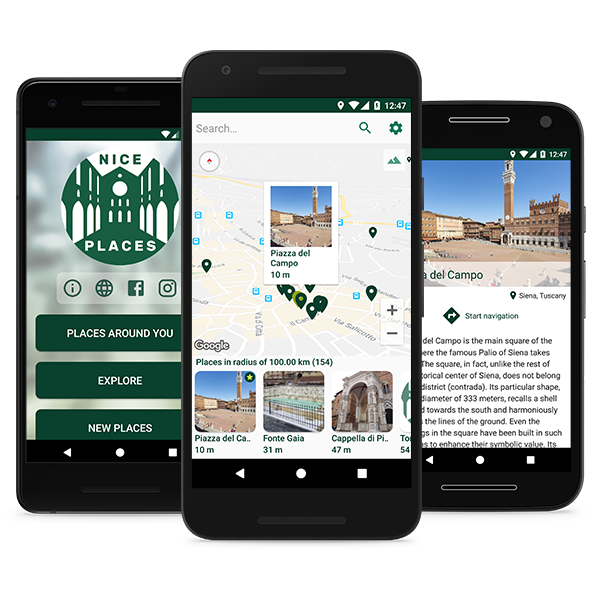 NICE
PLACES
PLACES AROUND YOU
EXPLORE
NEW PLACES
12:47
Search...
Piazza del
Campo
10 m
Via di Città
Il Campo
Via Salicotto
Google
Places in radius of 100.00 km (154)
Piazza del Ca..
10 m
Fonte Gaia
31 m
Cappella di Pi..
47 m
To
54
12:47
a del Campo
Siena, Tuscany
Start navigation
del Campo is the main square of the
ere the famous Palio of Siena takes
The square, in fact, unlike the rest of
torical center of Siena, does not belong
district (contrada). Its particular shape,
diameter of 333 meters, recalls a shell
d towards the south and harmoniously
s the lines of the ground. Even the
gs in the square have been built in such
as to enhance their symbolic value. Its